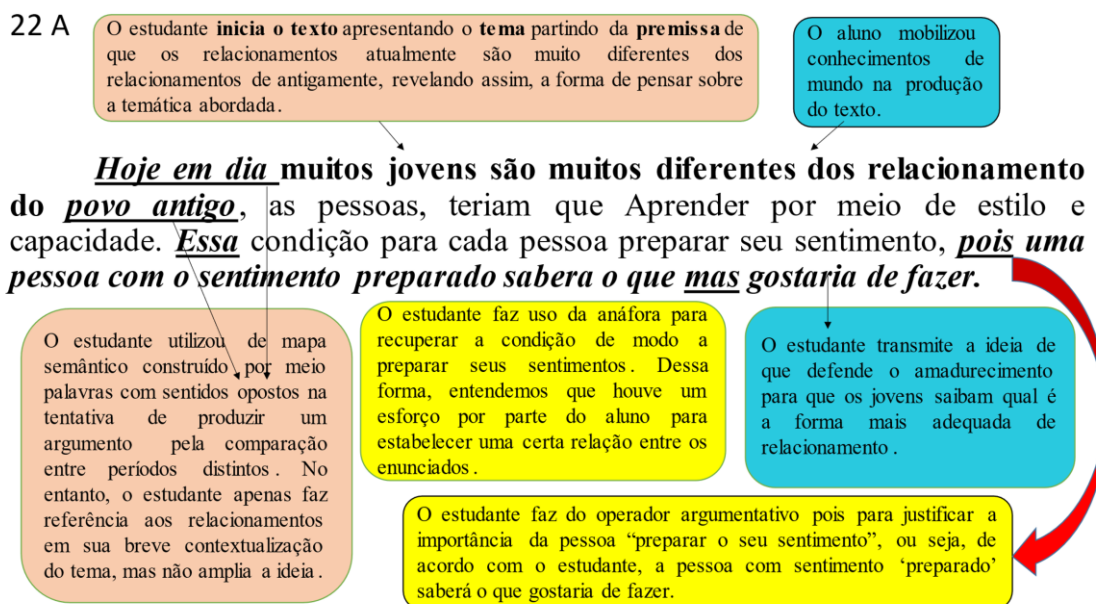 22 A
O estudante inicia o texto apresentando o tema partindo da premissa de
que os relacionamentos atualmente são muito diferentes dos
relacionamentos de antigamente, revelando assim, a forma de pensar sobre
a temática abordada.
O aluno mobilizou
conhecimentos de
mundo na produção
do texto.
Hoje em dia muitos jovens são muitos diferentes dos relacionamento
do povo antigo, as pessoas, teriam que Aprender por meio de estilo e
capacidade. Essa condição para cada pessoa preparar seu sentimento, pois uma
pessoa com o sentimento preparado sabera o que mas gostaria de fazer.
O estudante utilizou de mapa
semântico construído por meio
palavras com sentidos opostos na
tentativa de produzir um
argumento pela comparação
entre períodos distintos. No
entanto, o estudante apenas faz
referência aos relacionamentos
em sua breve contextualização
do tema, mas não amplia a ideia.
O estudante faz uso da anáfora para
recuperar a condição de modo a
preparar seus sentimentos. Dessa
forma, entendemos que houve um
esforço por parte do aluno para
estabelecer uma certa relação entre os
enunciados.
O estudante transmite a ideia de
que defende o amadurecimento
para que os jovens saibam qual é
a forma mais adequada de
relacionamento.
O estudante faz do operador argumentativo pois para justificar a
importância da pessoa “preparar o seu sentimento”, ou seja, de
acordo com o estudante, a pessoa com sentimento ‘preparado’
saberá o que gostaria de fazer.